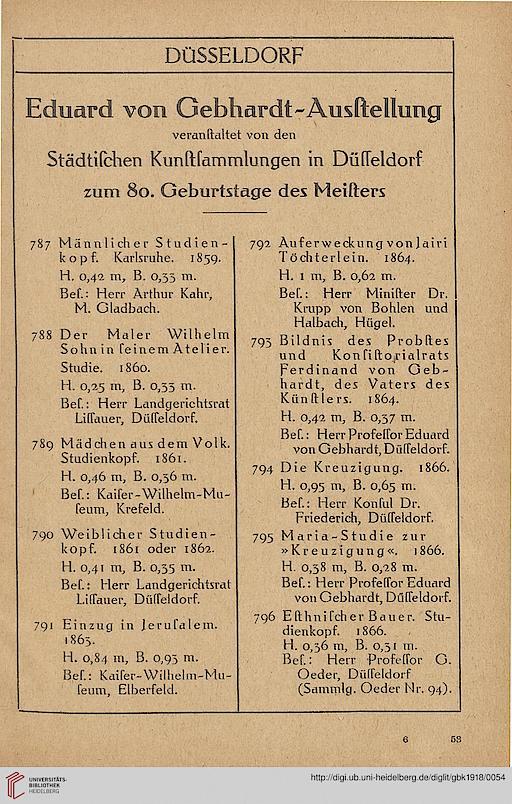 DÜSSELDORF
Eduard von Gebhardt-Ausſtellung
veranſtaltet von den
Städtiſchen Kunſtſammlungen in Düſſeldorf
zum 80. Geburtstage des Meiſters
787 Männlicher Studien-
kopf. Karlsruhe. 1859.
H. 0,42 m, B. 0,33 m.
Beſ.: Herr Arthur Kahr,
M. Gladbach.
788 Der Maler Wilhelm
Sohn in ſeinem Atelier.
Studie. 1860.
H. 0,25 m, B. 0,33 m.
Beſ.: Herr Landgerichtsrat
Liſſauer, Düſſeldorf.
789 Mädchen aus dem Volk.
Studienkopf. 1861.
H. 0,46 m, B. 0,36 m.
Beſ.: Kaiſer-Wilhelm-Mu-
ſeum, Krefeld.
790 Weiblicher Studien-
kopf. 1861 oder 1862.
H. 0,41 m, B. 0,35 m.
Beſ.: Herr Landgerichtsrat
Liſſauer, Düſſeldorf.
791 Einzug in Jeruſalem.
1863.
H. 0,84 m, B. 0,93 m.
Beſ.: Kaiſer-Wilhelm-Mu-
ſeum, Elberfeld.
792 Auferweckung von Jairi
Töchterlein. 1864.
H. 1 m, B. 0,62 m.
Beſ.: Herr Miniſter Dr.
Krupp von Bohlen und
Halbach, Hügel.
793 Bildnis des Probſtes
und Konſiſtorialrats
Ferdinand von Geb-
hardt, des Vaters des
Künſtlers. 1864.
H. 0,42 m, B. 0,37 m.
Beſ.: Herr Profeſſor Eduard
von Gebhardt, Düſſeldorf.
794 Die Kreuzigung. 1866.
H. 0,95 m, B. 0,65 m.
Beſ.: Herr Konſul Dr.
Friederich, Düſſeldorf.
795 Maria-Studie zur
»Kreuzigung«. 1866.
H. 0,38 m, B. 0,28 m.
Beſ.: Herr Profeſſor Eduard
von Gebhardt, Düſſeldorf.
796 Eſthniſcher Bauer. Stu-
dienkopf. 1866.
H. 0,36 m, B. 0,31 m.
Beſ.: Herr Profeſſor G.
Oeder, Düſſeldorf
(Sammlg. Oeder Nr. 94).
6 53
UNIVERSITÄTS-
BIBLIOTHEK
HEIDELBERG
http://digi.ub.uni-heidelberg.de/diglit/gbk1918/0054